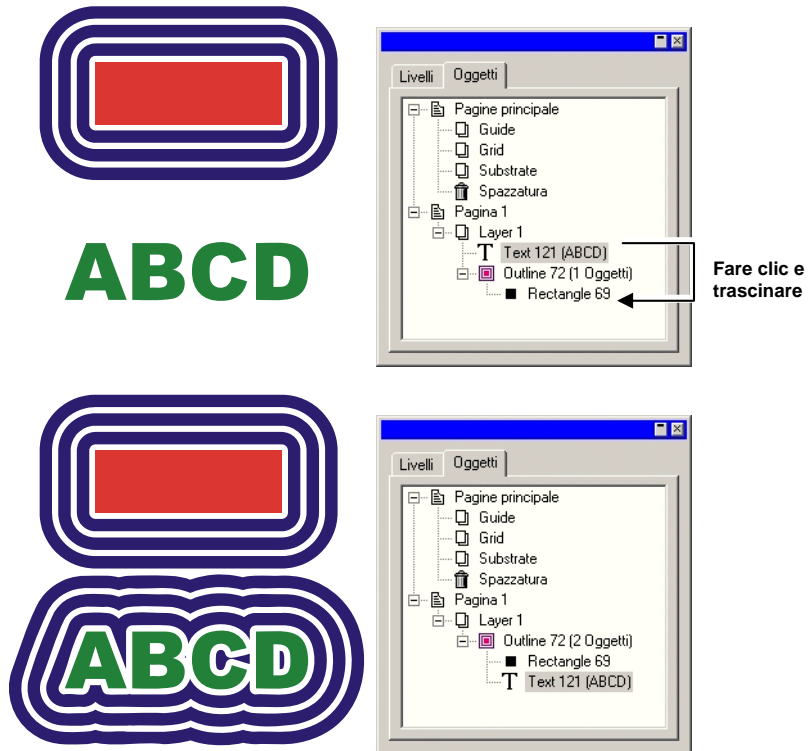 Livelli Oggetti
Pagine principale
Guide
Grid
Substrate
Spazzatura
Pagina 1
Layer 1
T Text 121 (ABCD)
Outline 72 (1 Oggetti)
Rectangle 69
ABCD
Fare clic e
trascinare
Livelli Oggetti
Pagine principale
Guide
Grid
Substrate
Spazzatura
Pagina 1
Layer 1
Outline 72 (2 Oggetti)
Rectangle 69
T Text 121 (ABCD)
ABCD